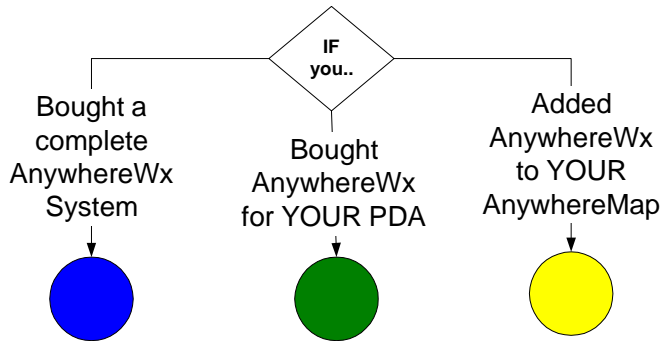 IF
you..
Bought a
complete
AnywhereWx
System
Bought
AnywhereWx
for YOUR PDA
Added
AnywhereWx
to YOUR
AnywhereMap